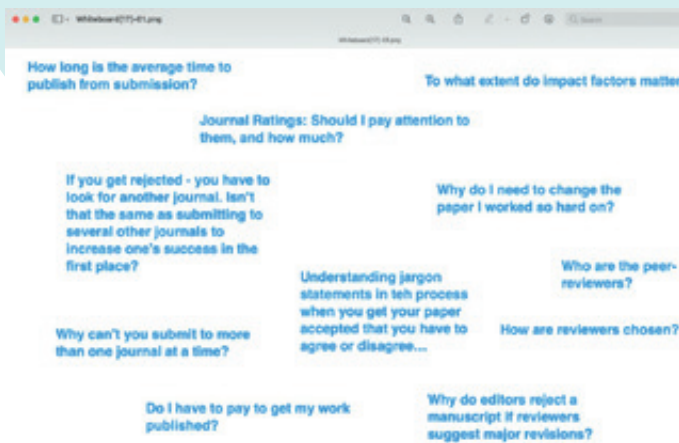 Whiteboard[17]-01.png
Search
Whiteboard[17]-01.png
How long is the average time to
publish from submission?
To what extent do impact factors matter
Journal Ratings: Should I pay attention to
them, and how much?
If you get rejected - you have to
look for another journal. Isn't
that the same as submitting to
several other journals to
increase one's success in the
first place?
Why do I need to change the
paper I worked so hard on?
Understanding jargon
statements in teh process
when you get your paper
accepted that you have to
agree or disagree...
Who are the peer-
reviewers?
Why can't you submit to more
than one journal at a time?
How are reviewers chosen?
Do I have to pay to get my work
published?
Why do editors reject a
manuscript if reviewers
suggest major revisions?